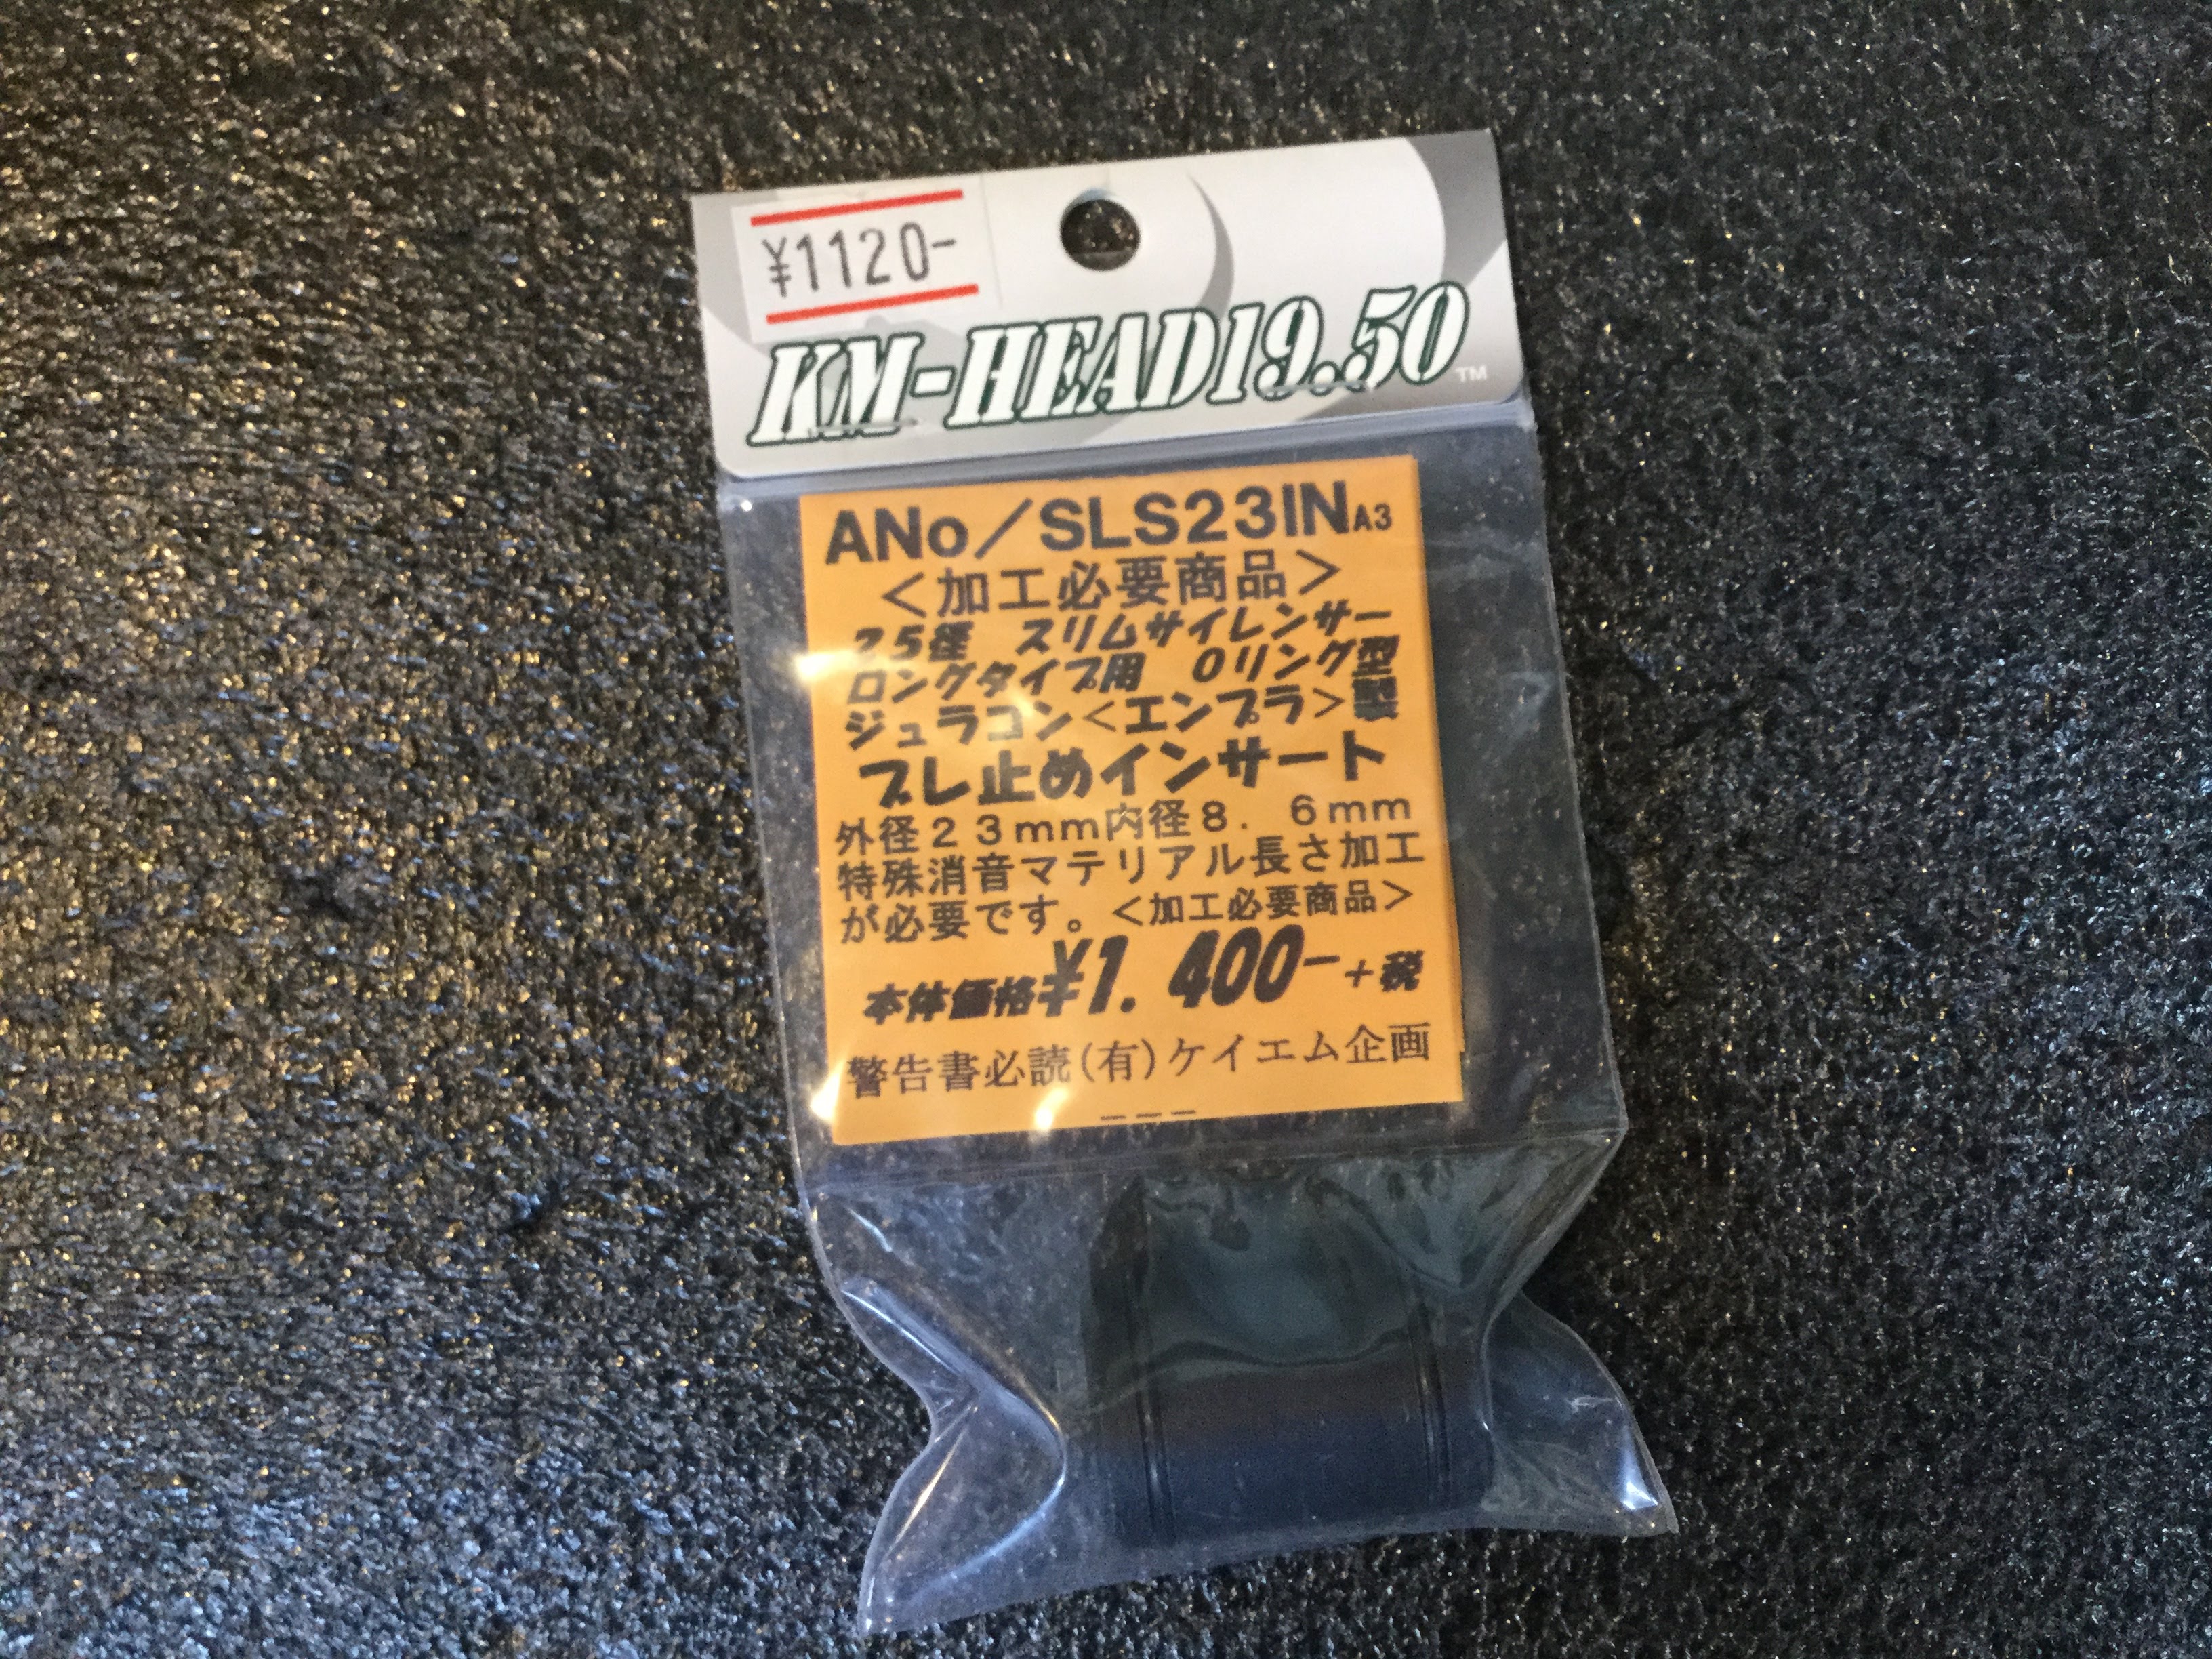 ¥1120-
KM-HEAD19.50™
ANo／SLS23INA3
＜加工必要商品＞
25径　スリムサイレンサー
ロングタイプ用　Oリング型
ジュラコン＜エンプラ＞製
ブレ止めインサート
外径２３ｍｍ内径８．６ｍｍ
特殊消音マテリアル長さ加工
が必要です。＜加工必要商品＞
本体価格¥1．400-＋税
警告書必読(有)ケイエム企画